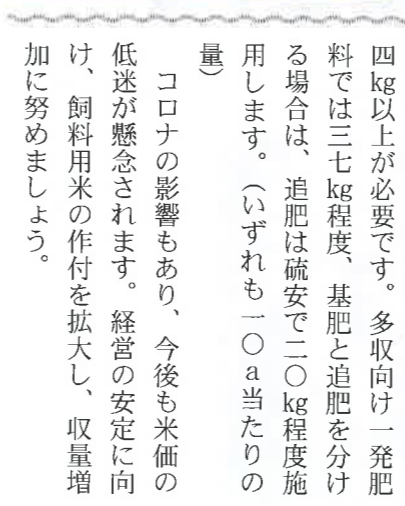 四kg以上が必要です。多収向け一発肥
料では三七kg程度、基肥と追肥を分け
る場合は、追肥は硫安で二〇kg程度施
用します。（いずれも一〇a当たりの
量）
コロナの影響もあり、今後も米価の
低迷が懸念されます。経営の安定に向
け、飼料用米の作付を拡大し、収量増
加に努めましょう。